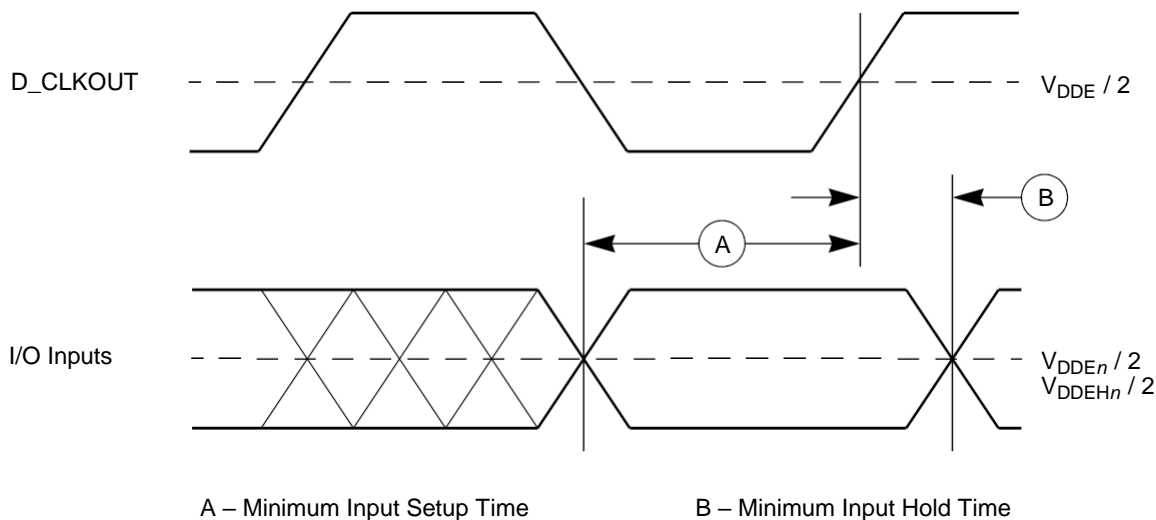 D_CLKOUT
VDDE / 2
B
A
I/O Inputs
VDDEn / 2
VDDEHn / 2
A – Minimum Input Setup Time
B – Minimum Input Hold Time